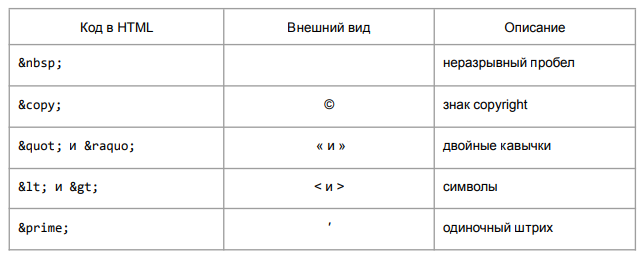 Код в HTML Внешний вид Описание
&nbsp; неразрывный пробел
&copy; © знак copyright
&quot; и &raquo; « и » двойные кавычки
&lt; и &gt; < и > символы
&prime; ′ одиночный штрих